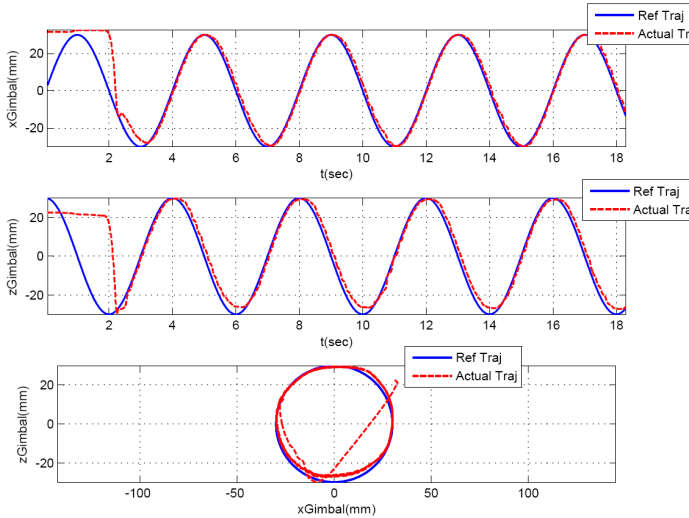 Ref Traj
Actual Traj
xGimbal(mm)
20
0
-20
2 4 6 8 10 12 14 16 18
t(sec)
Ref Traj
Actual Traj
zGimbal(mm)
20
0
-20
2 4 6 8 10 12 14 16 18
t(sec)
Ref Traj
Actual Traj
zGimbal(mm)
20
0
-20
-100 -50 0 50 100
xGimbal(mm)